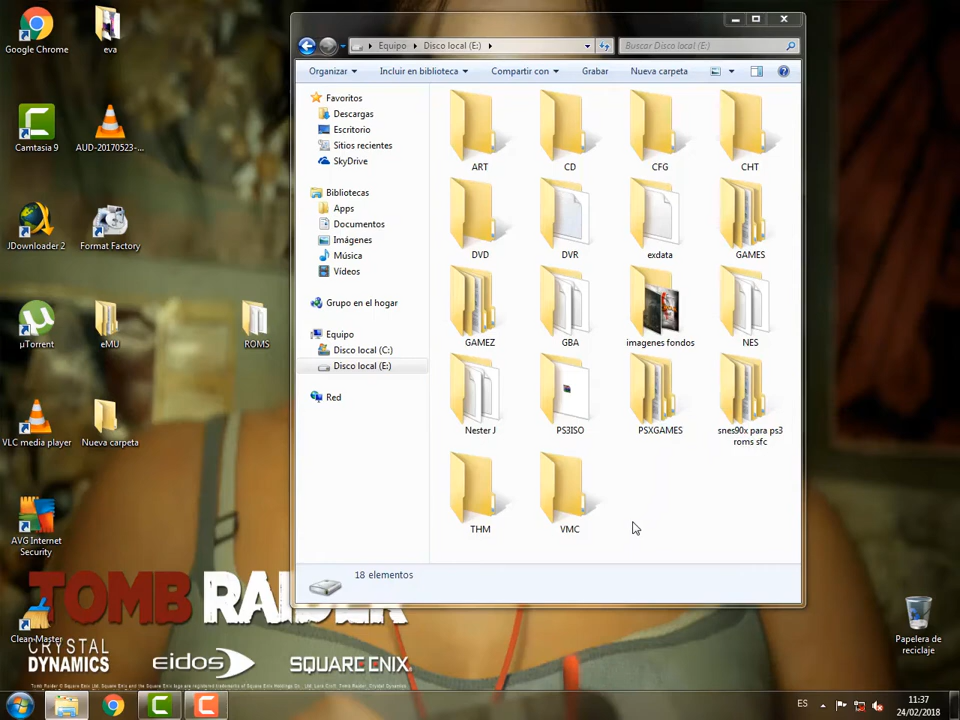 Google Chrome
eva
Camtasia 9
AUD-20170523-...
JDownloader 2
Format Factory
µTorrent
eMU
ROMS
VLC media player
Nueva carpeta
AVG Internet
Security
Clean Master
Equipo
Disco local (E:)
Buscar Disco local (E:)
Organizar
Incluir en biblioteca
Compartir con
Grabar
Nueva carpeta
Favoritos
Descargas
Escritorio
Sitios recientes
SkyDrive
Bibliotecas
Apps
Documentos
Imágenes
Música
Vídeos
Grupo en el hogar
Equipo
Disco local (C:)
Disco local (E:)
Red
ART
CD
CFG
CHT
DVD
DVR
exdata
GAMES
GAMEZ
GBA
imagenes fondos
NES
Nester J
PS3ISO
PSXGAMES
snes90x para ps3
roms sfc
THM
VMC
18 elementos
TOMB RAIDER
CRYSTAL
DYNAMICS
eidos
SQUARE ENIX
Papelera de
reciclaje
ES
11:37
24/02/2018